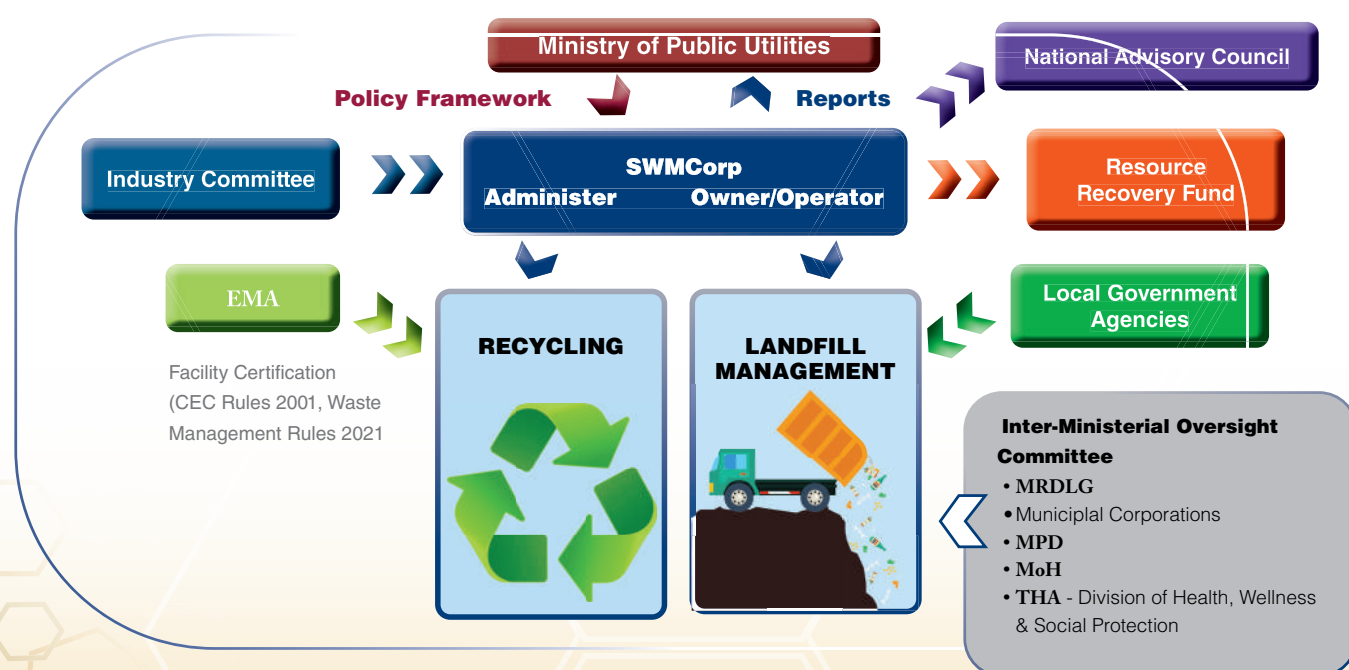 Ministry of Public Utilities
National Advisory Council
Policy Framework
Reports
Industry Committee
SWMCorp
Administer Owner/Operator
Resource
Recovery Fund
EMA
Facility Certification
(CEC Rules 2001, Waste
Management Rules 2021
RECYCLING
LANDFILL
MANAGEMENT
Local Government
Agencies
Inter-Ministerial Oversight
Committee
• MRDLG
• Municiplal Corporations
• MPD
• MoH
• THA - Division of Health, Wellness
& Social Protection